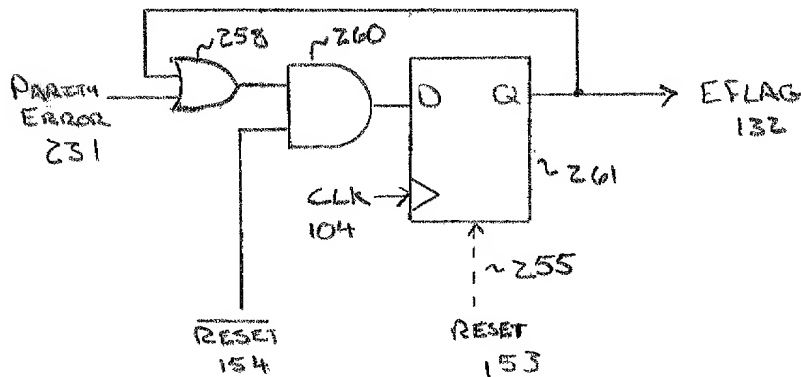 258
260
PARITY
ERROR
231
D
Q
EFLAG
132
261
CLK
104
255
RESET
154
RESET
153